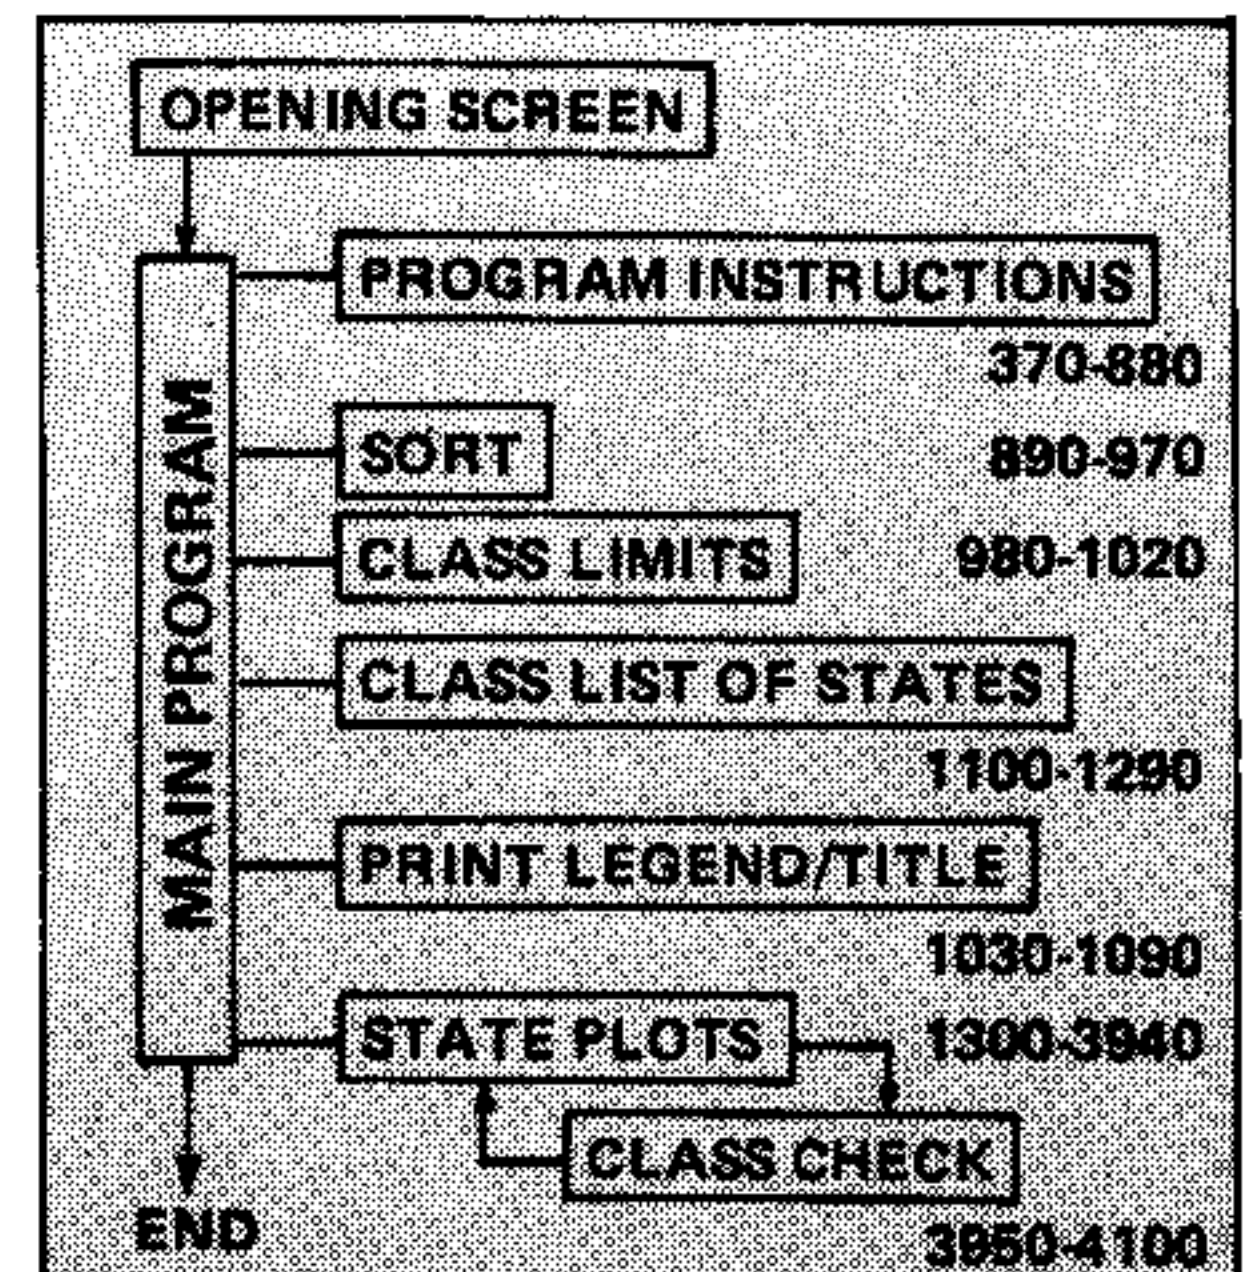 OPENING SCREEN
MAIN PROGRAM
PROGRAM INSTRUCTIONS
370-880
SORT
890-970
CLASS LIMITS
980-1020
CLASS LIST OF STATES
1100-1290
PRINT LEGEND/TITLE
1030-1090
STATE PLOTS
1300-3940
CLASS CHECK
3950-4100
END